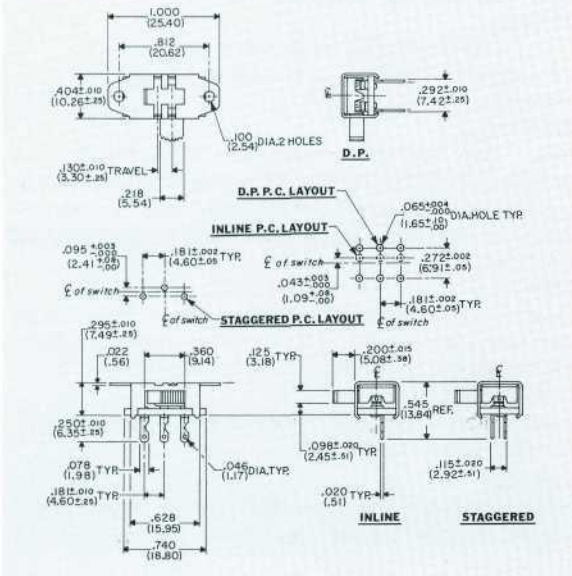 1.000
(25.40)
.812
(20.62)
.404±.010
(10.26±.25)
.100
(2.54) DIA. 2 HOLES
.130±.010
(3.30±.25) TRAVEL
.218
(5.54)
.292±.010
(7.42±.25)
D.P.
D.P. P.C. LAYOUT
.065+.004 -.000
(1.65+.10 -.00) DIA. HOLE TYP.
INLINE P.C. LAYOUT
.095+.003 -.000
(2.41+.08 -.00)
.181±.002
(4.60±.05) TYP.
℄ of switch
.043+.003 -.000
(1.09+.08 -.00)
.272±.002
(6.91±.05)
.181±.002
(4.60±.05) TYP.
℄ of switch
℄ of switch
℄ of switch
STAGGERED P.C. LAYOUT
.295±.010
(7.49±.25)
.022
(.56)
.360
(9.14)
.125
(3.18) TYP.
.200±.015
(5.08±.38)
℄
℄
.545
(13.84) REF.
.250±.010
(6.35±.25)
.098±.020
(2.45±.51) TYP.
.115±.020
(2.92±.51)
.078
(1.98) TYP.
.046
(1.17) DIA. TYP.
.181±.010
(4.60±.25) TYP.
.020
(.51) TYP.
.628
(15.95)
.740
(18.80)
INLINE
STAGGERED